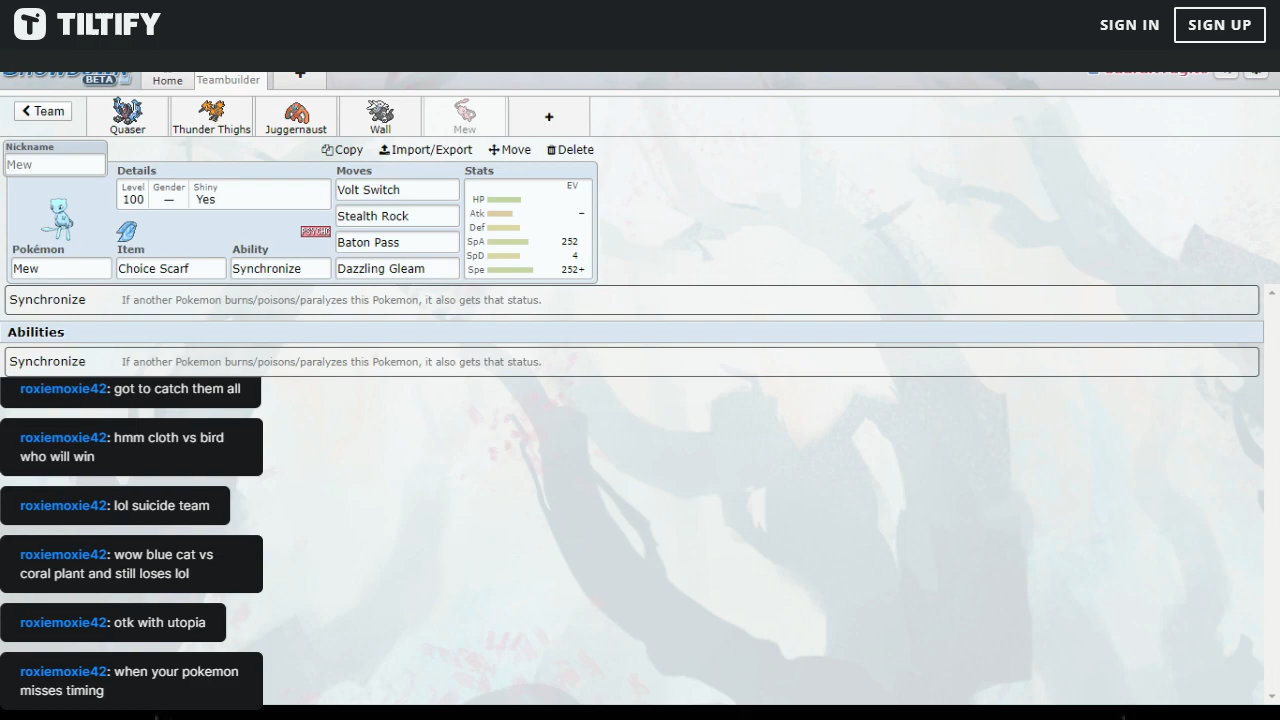 TILTIFY
SIGN IN
SIGN UP
BETA
Home
Teambuilder
+
Team
Quaser
Thunder Thighs
Juggernaust
Wall
Mew
+
Copy
Import/Export
Move
Delete
Nickname
Mew
Details
Level
Gender
Shiny
100
—
Yes
Moves
Volt Switch
Stealth Rock
Baton Pass
Dazzling Gleam
Stats
EV
HP
Atk –
Def
SpA 252
SpD 4
Spe 252+
PSYCHC
Pokémon
Item
Ability
Mew
Choice Scarf
Synchronize
Synchronize If another Pokemon burns/poisons/paralyzes this Pokemon, it also gets that status.
Abilities
Synchronize If another Pokemon burns/poisons/paralyzes this Pokemon, it also gets that status.
roxiemoxie42: got to catch them all
roxiemoxie42: hmm cloth vs bird
who will win
roxiemoxie42: lol suicide team
roxiemoxie42: wow blue cat vs
coral plant and still loses lol
roxiemoxie42: otk with utopia
roxiemoxie42: when your pokemon
misses timing